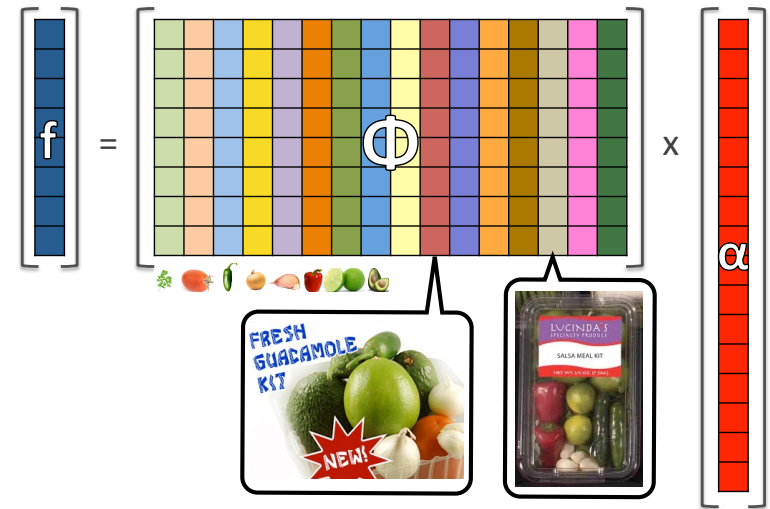 f = Φ x α
FRESH
GUACAMOLE
KIT
NEW!
LUCINDA'S
SPECIALTY PRODUCE
SALSA MEAL KIT